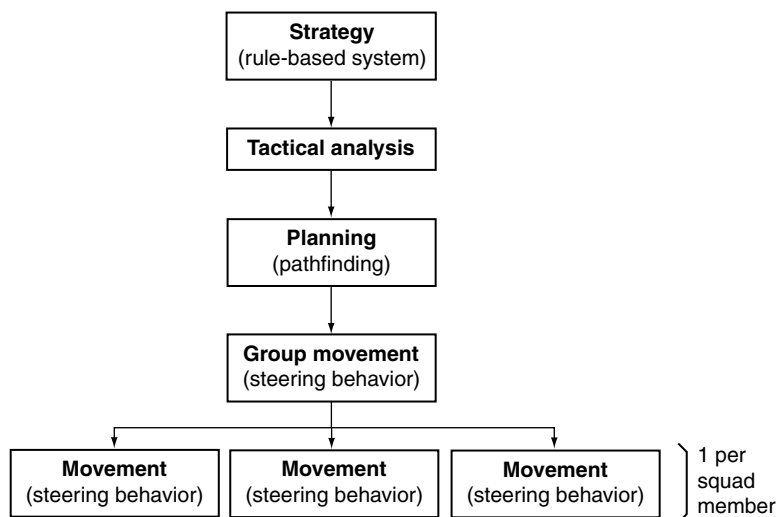 Strategy
(rule-based system)
Tactical analysis
Planning
(pathfinding)
Group movement
(steering behavior)
Movement
(steering behavior)
Movement
(steering behavior)
Movement
(steering behavior)
1 per
squad
member